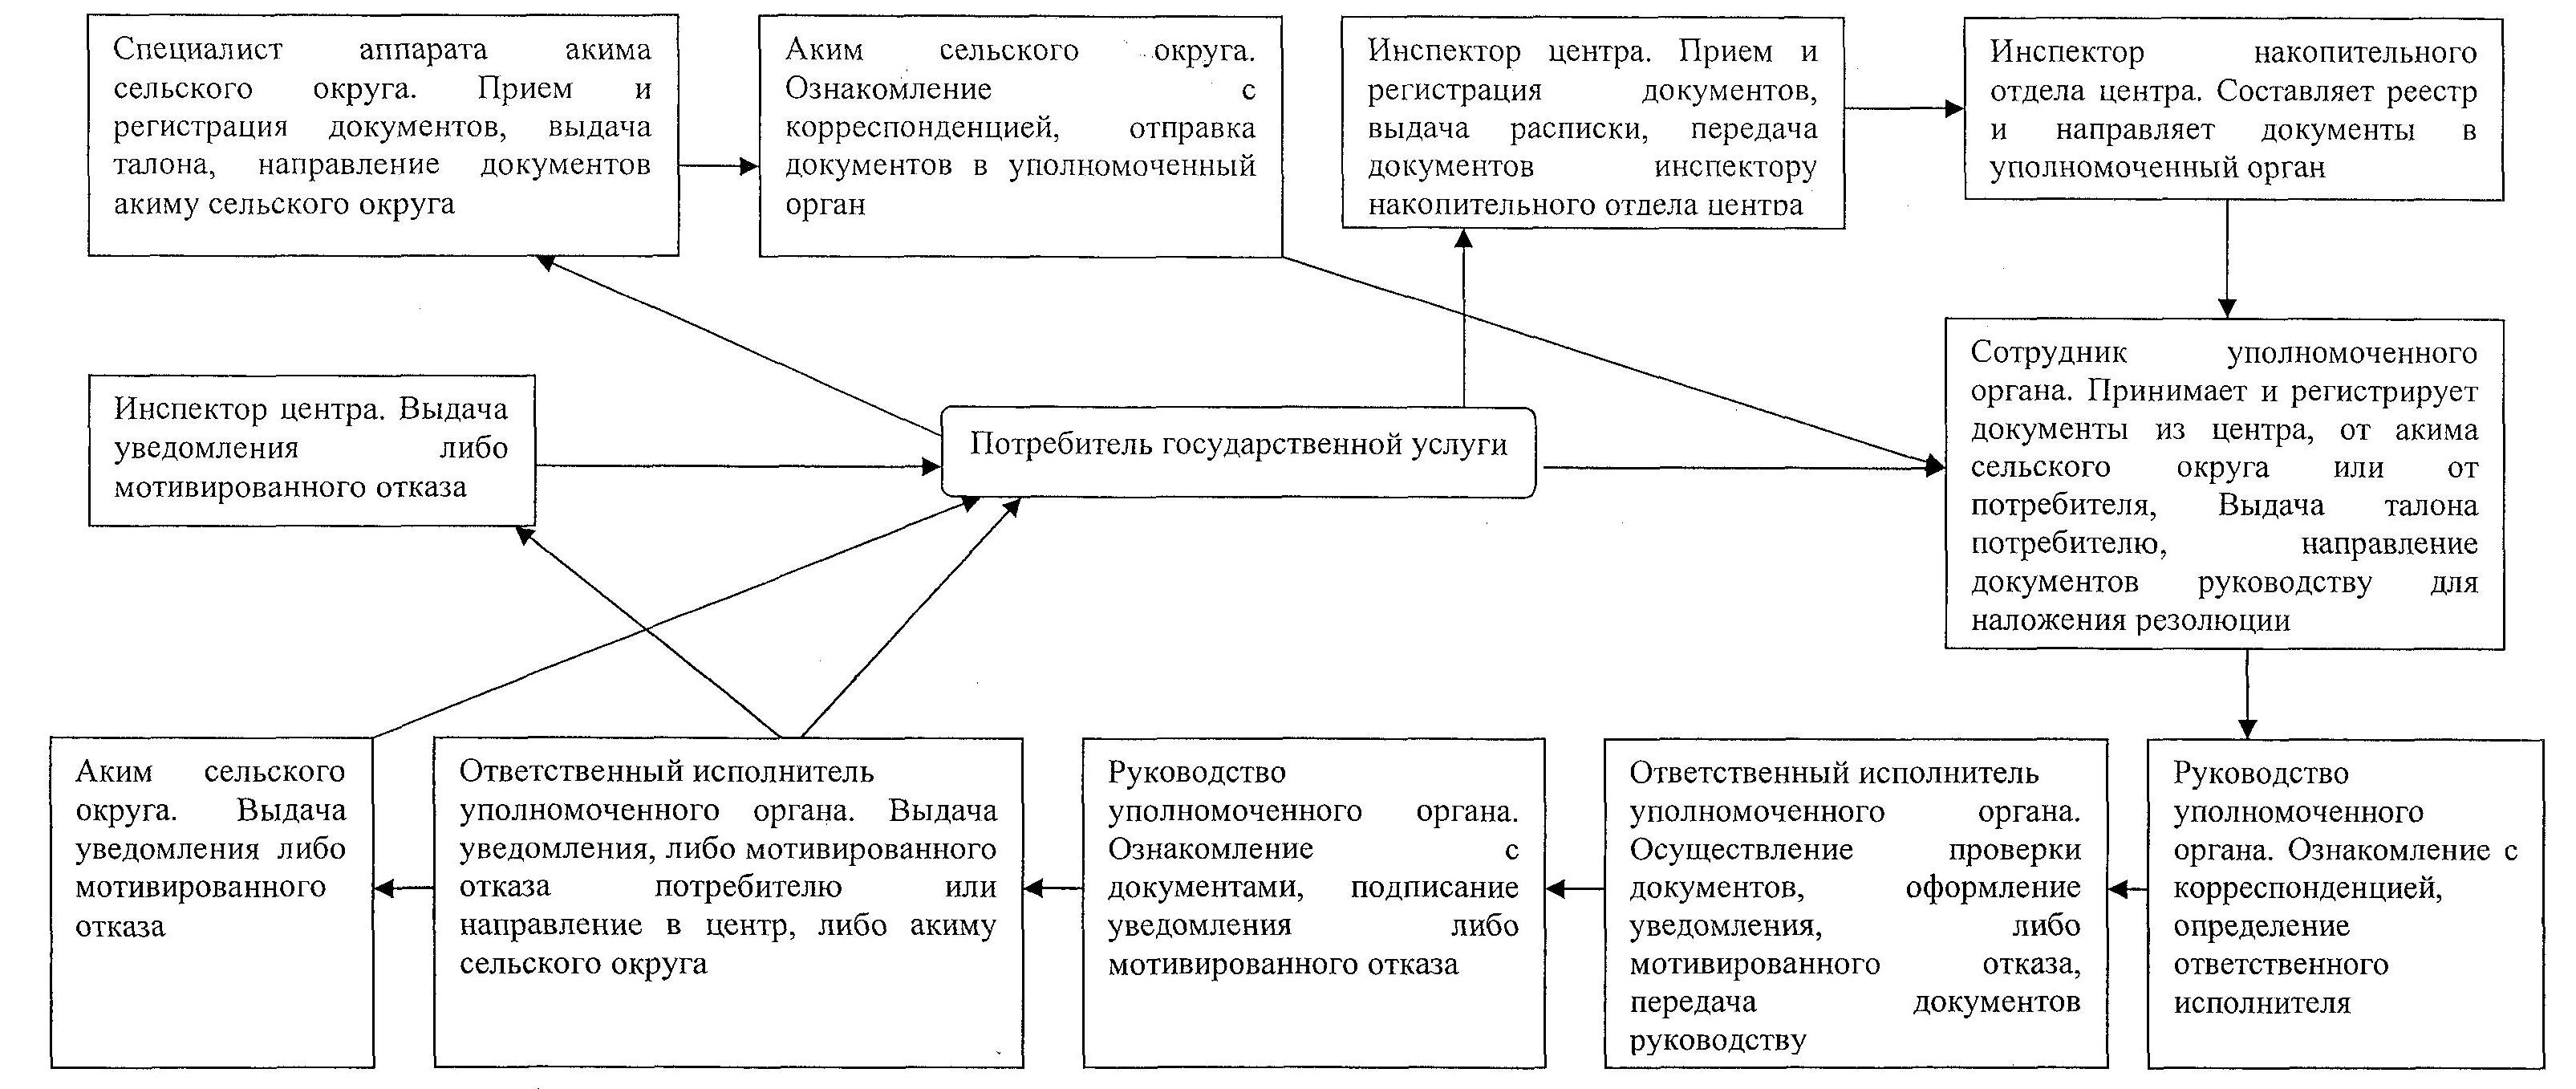 Специалист аппарата акима
сельского округа. Прием и
регистрация документов, выдача
талона, направление документов
акиму сельского округа
Аким сельского округа.
Ознакомление с
корреспонденцией, отправка
документов в уполномоченный
орган
Инспектор центра. Прием и
регистрация документов,
выдача расписки, передача
документов инспектору
накопительного отдела центра
Инспектор накопительного
отдела центра. Составляет реестр
и направляет документы в
уполномоченный орган
Инспектор центра. Выдача
уведомления либо
мотивированного отказа
Потребитель государственной услуги
Сотрудник уполномоченного
органа. Принимает и регистрирует
документы из центра, от акима
сельского округа или от
потребителя, Выдача талона
потребителю, направление
документов руководству для
наложения резолюции
Аким сельского
округа. Выдача
уведомления либо
мотивированного
отказа
Ответственный исполнитель
уполномоченного органа. Выдача
уведомления, либо мотивированного
отказа потребителю или
направление в центр, либо акиму
сельского округа
Руководство
уполномоченного органа.
Ознакомление с
документами, подписание
уведомления либо
мотивированного отказа
Ответственный исполнитель
уполномоченного органа.
Осуществление проверки
документов, оформление
уведомления, либо
мотивированного отказа,
передача документов
руководству
Руководство
уполномоченного
органа. Ознакомление с
корреспонденцией,
определение
ответственного
исполнителя